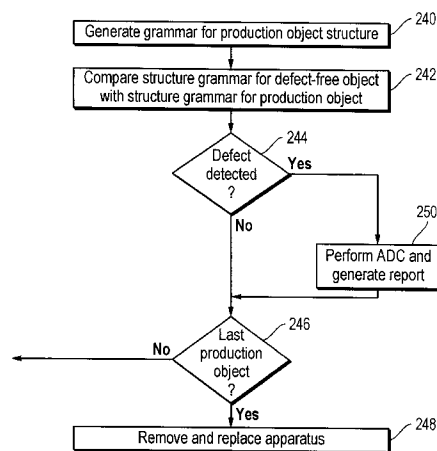 Generate grammar for production object structure
240
Compare structure grammar for defect-free object
with structure grammar for production object
242
Defect
detected
?
244
Yes
No
250
Perform ADC and
generate report
Last
production
object
?
246
No
Yes
Remove and replace apparatus
248